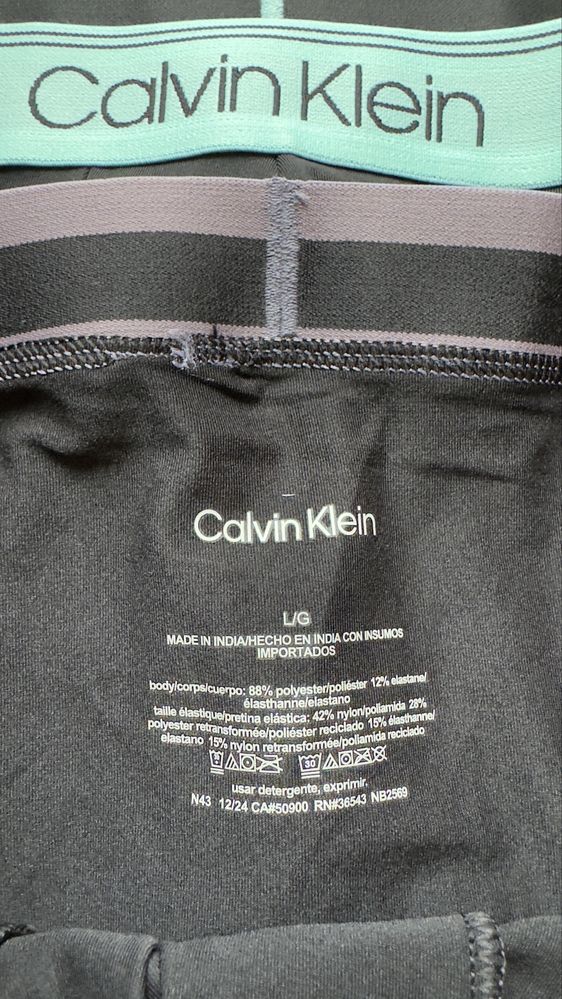 Calvin Klein
Calvin Klein
L/G
MADE IN INDIA/HECHO EN INDIA CON INSUMOS
IMPORTADOS
body/corps/cuerpo: 88% polyester/poliéster 12% elastane/
élasthanne/elastano
taille élastique/pretina elástica: 42% nylon/poliamida 28%
polyester retransformée/poliéster reciclado 15% élasthanne/
elastano 15% nylon retransformée/poliamida reciclado
usar detergente, exprimir.
N43 12/24 CA#50900 RN#36543 NB2569